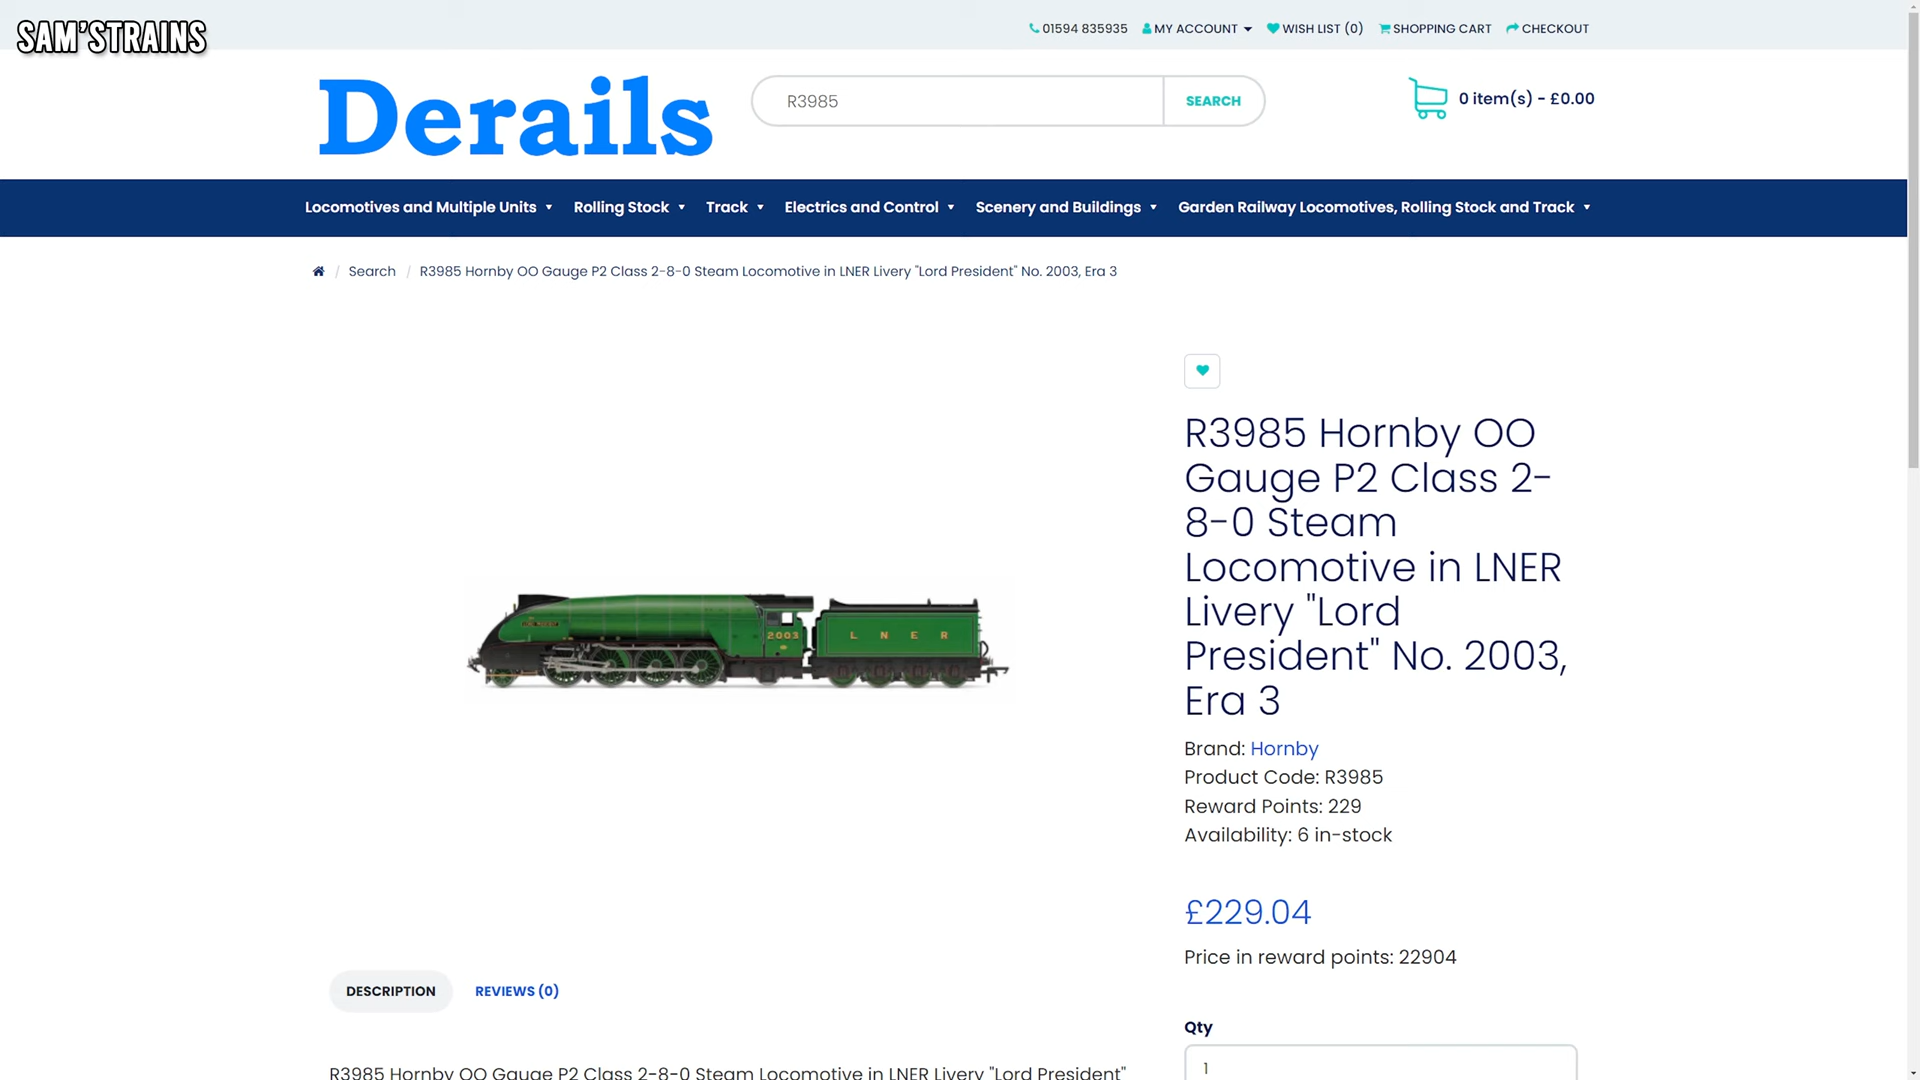 SAM'STRAINS
01594 835935 MY ACCOUNT WISH LIST (0) SHOPPING CART CHECKOUT
Derails
R3985 SEARCH
0 item(s) - £0.00
Locomotives and Multiple Units Rolling Stock Track Electrics and Control Scenery and Buildings Garden Railway Locomotives, Rolling Stock and Track
/ Search / R3985 Hornby OO Gauge P2 Class 2-8-0 Steam Locomotive in LNER Livery "Lord President" No. 2003, Era 3
2003
L N E R
R3985 Hornby OO
Gauge P2 Class 2-
8-0 Steam
Locomotive in LNER
Livery "Lord
President" No. 2003,
Era 3
Brand: Hornby
Product Code: R3985
Reward Points: 229
Availability: 6 in-stock
£229.04
Price in reward points: 22904
Qty
1
DESCRIPTION REVIEWS (0)
R3985 Hornby OO Gauge P2 Class 2-8-0 Steam Locomotive in LNER Livery "Lord President"